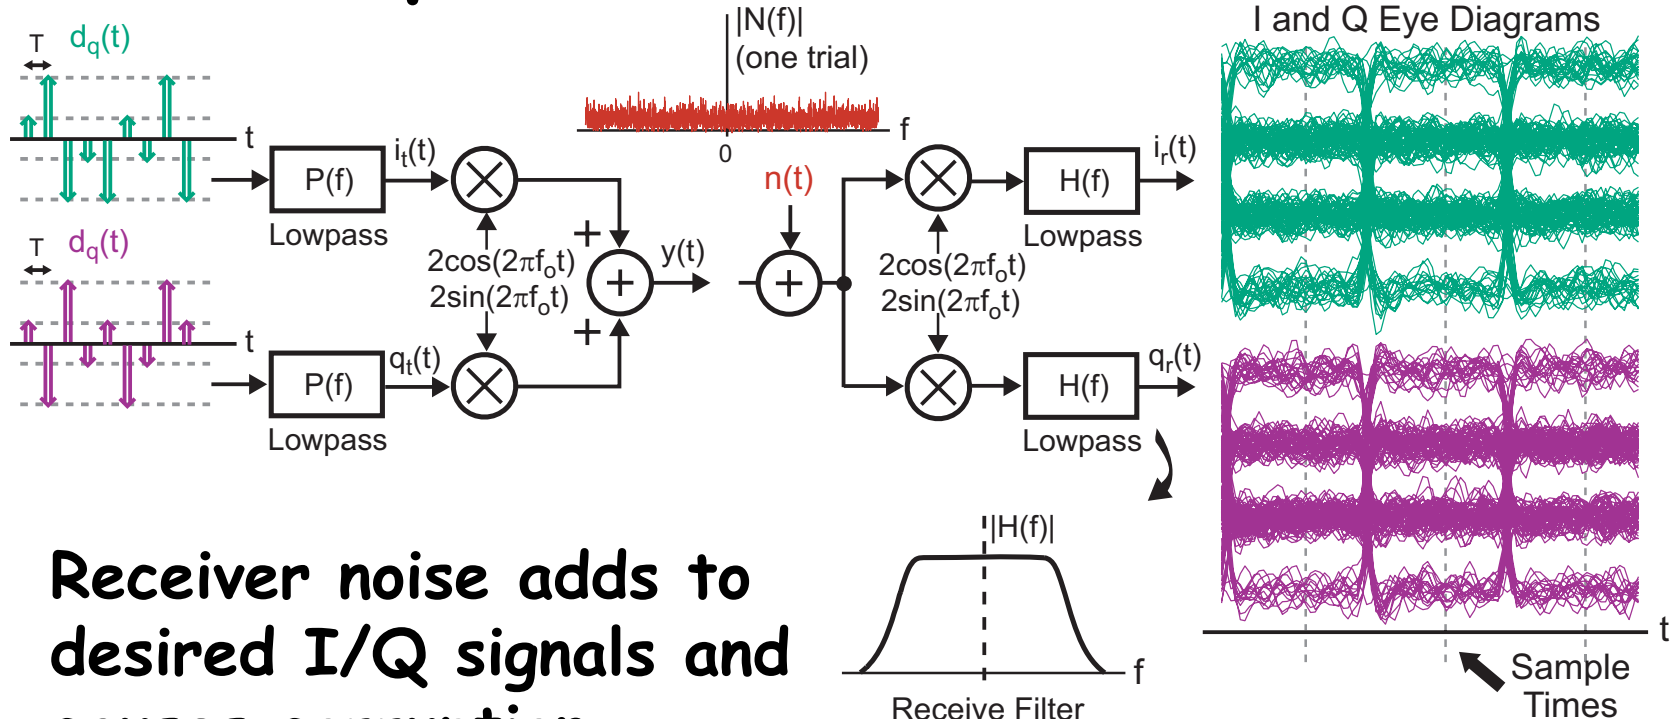 I and Q Eye Diagrams
|N(f)|
(one trial)
f
0
T
dq(t)
t
P(f)
Lowpass
it(t)
2cos(2πfot)
2sin(2πfot)
+
+
+
y(t)
n(t)
+
2cos(2πfot)
2sin(2πfot)
H(f)
Lowpass
ir(t)
T
dq(t)
t
P(f)
Lowpass
qt(t)
H(f)
Lowpass
qr(t)
|H(f)|
f
Receive Filter
t
Sample
Times
Receiver noise adds to
desired I/Q signals and